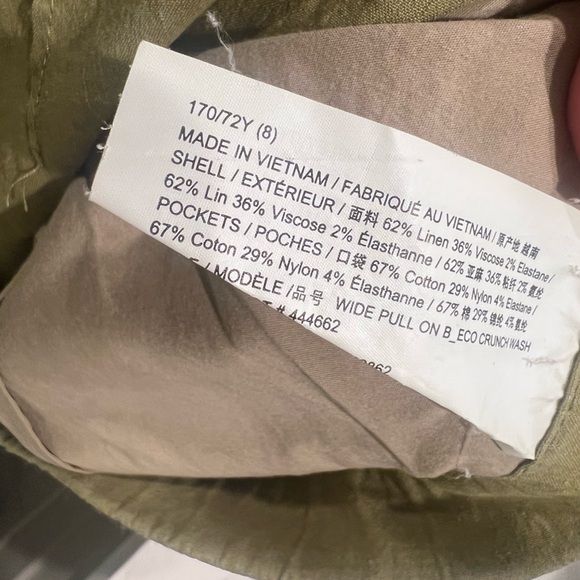 170/72Y (8)
MADE IN VIETNAM / FABRIQUÉ AU VIETNAM / 原产地 越南
SHELL / EXTÉRIEUR / 面料 62% Linen 36% Viscose 2% Elastane /
62% Lin 36% Viscose 2% Élasthanne / 62% 亚麻 36% 粘纤 2% 氨纶
POCKETS / POCHES / 口袋 67% Cotton 29% Nylon 4% Elastane /
67% Coton 29% Nylon 4% Élasthanne / 67% 棉 29% 锦纶 4% 氨纶
/ MODÈLE / 品号 WIDE PULL ON B_ECO CRUNCH WASH
# 444662